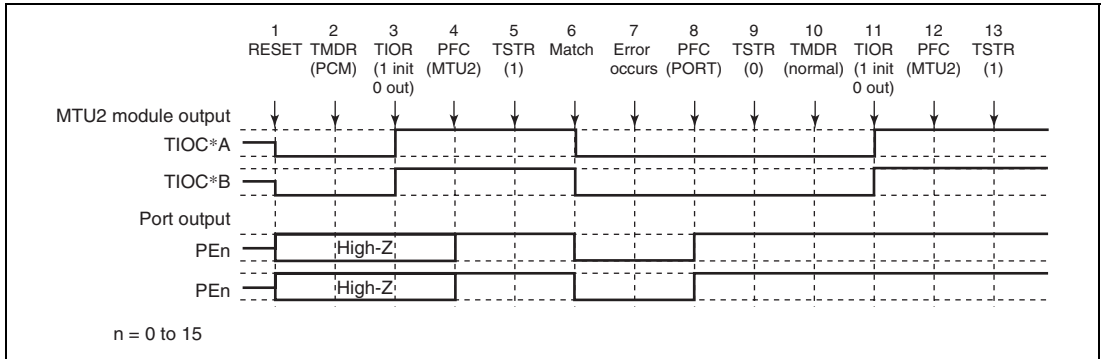 1 2 3 4 5 6 7 8 9 10 11 12 13
RESET TMDR TIOR PFC TSTR Match Error PFC TSTR TMDR TIOR PFC TSTR
(PCM) (1 init (MTU2) (1) occurs (PORT) (0) (normal) (1 init (MTU2) (1)
0 out) 0 out)
MTU2 module output
TIOC*A
TIOC*B
Port output
PEn High-Z
PEn High-Z
n = 0 to 15